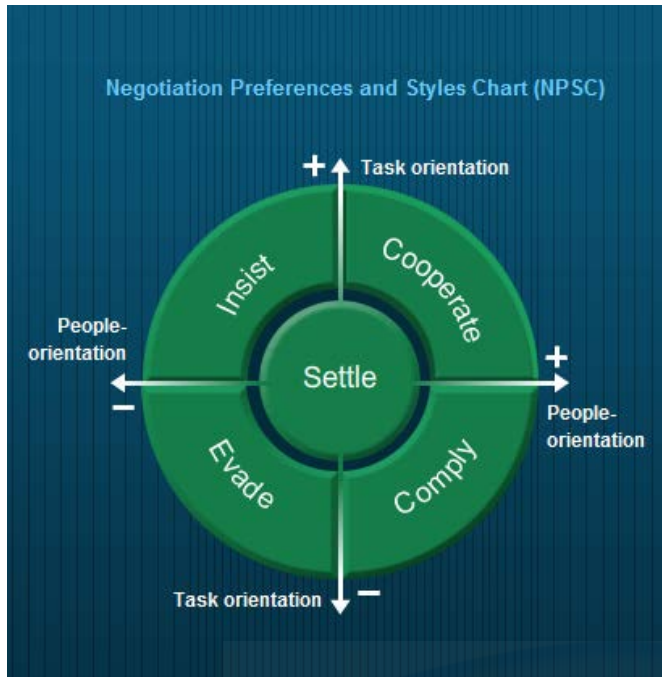 Negotiation Preferences and Styles Chart (NPSC)
+
Task orientation
Insist
Cooperate
People-
orientation
−
Settle
+
People-
orientation
Evade
Comply
Task orientation
−